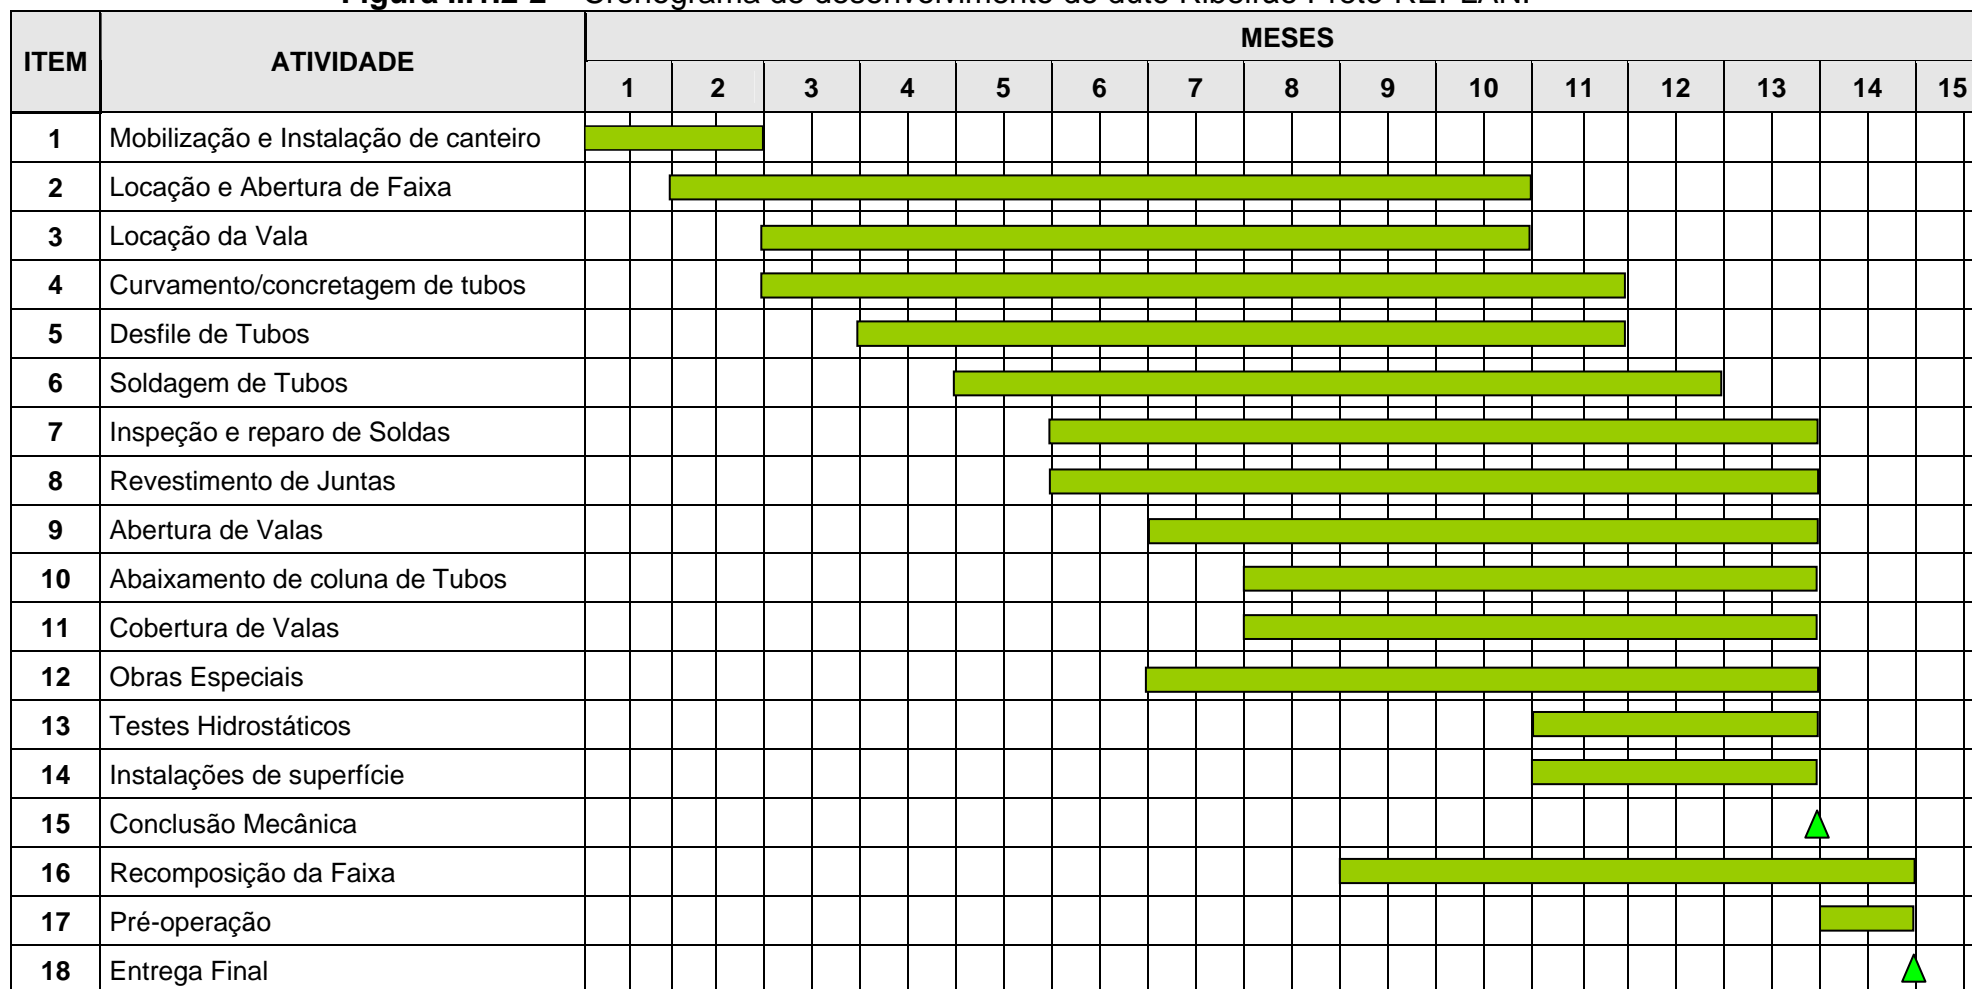 ITEM ATIVIDADE MESES
1 2 3 4 5 6 7 8 9 10 11 12 13 14 15
1 Mobilização e Instalação de canteiro
2 Locação e Abertura de Faixa
3 Locação da Vala
4 Curvamento/concretagem de tubos
5 Desfile de Tubos
6 Soldagem de Tubos
7 Inspeção e reparo de Soldas
8 Revestimento de Juntas
9 Abertura de Valas
10 Abaixamento de coluna de Tubos
11 Cobertura de Valas
12 Obras Especiais
13 Testes Hidrostáticos
14 Instalações de superfície
15 Conclusão Mecânica
16 Recomposição da Faixa
17 Pré-operação
18 Entrega Final